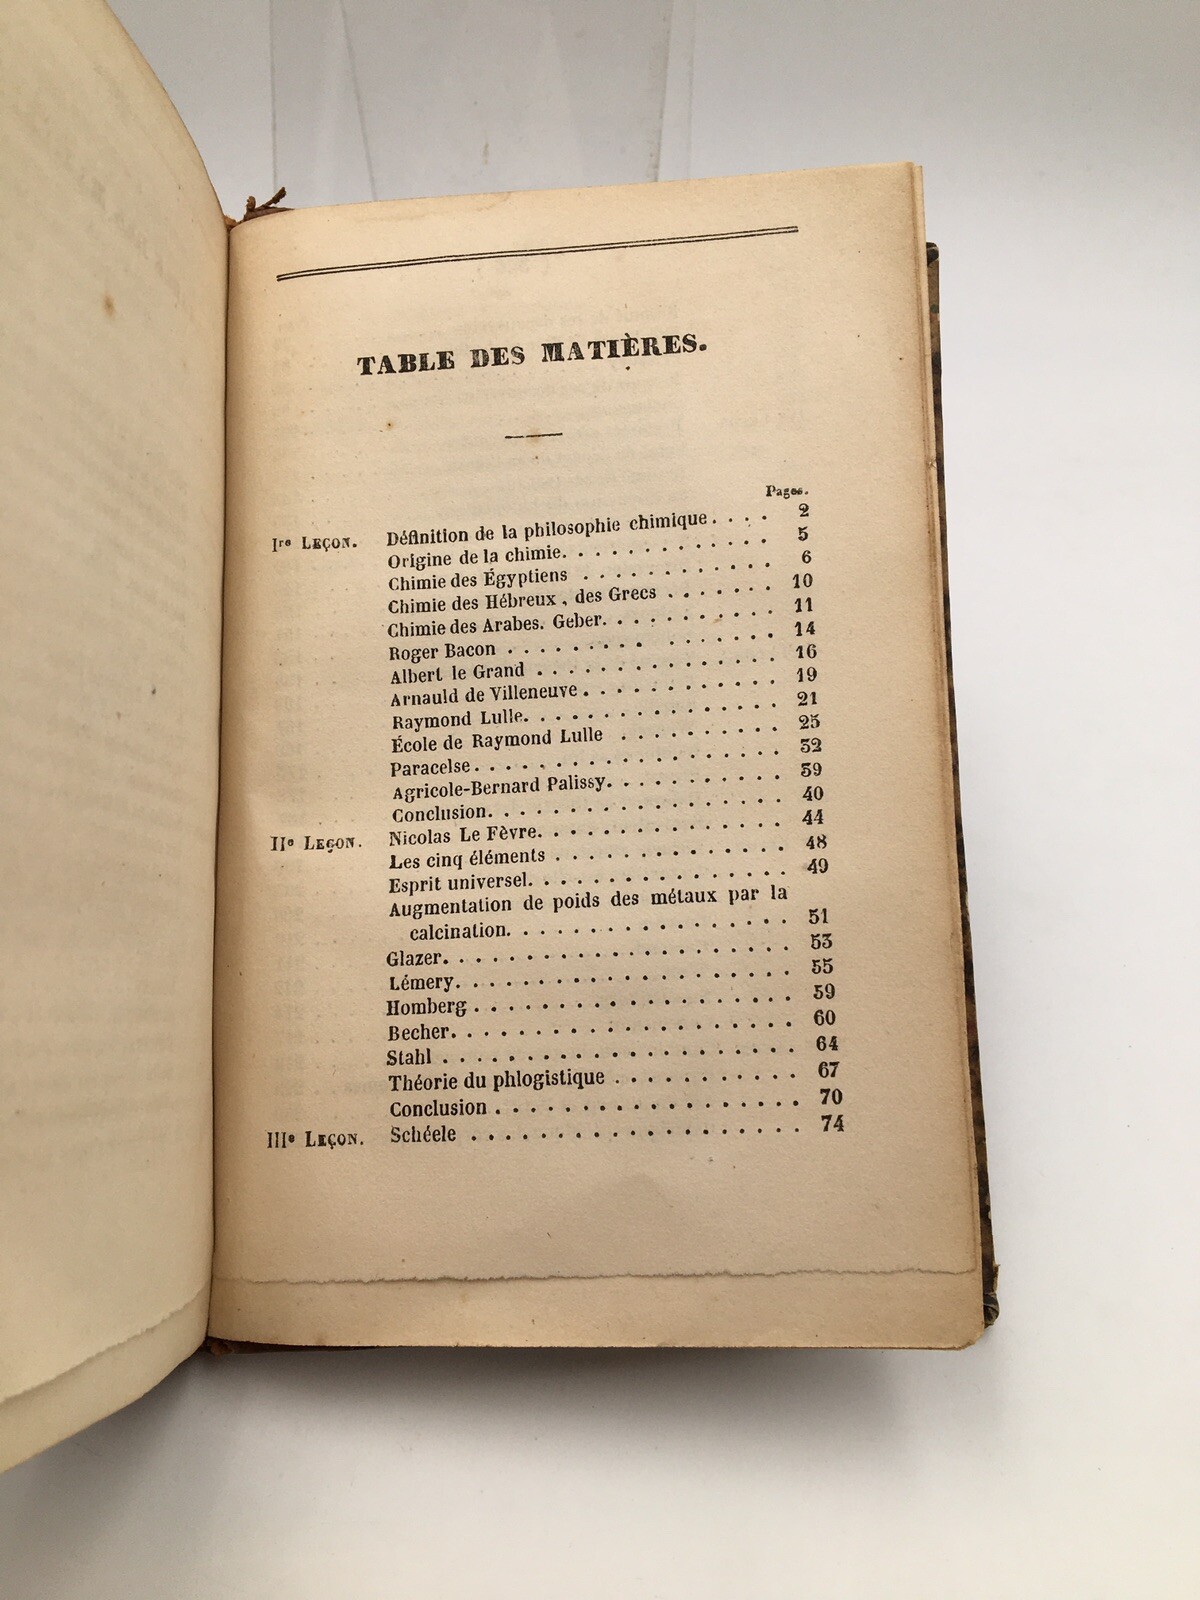 TABLE DES MATIÈRES.
Pages.
Ire LEÇON. Définition de la philosophie chimique. . . . 2
Origine de la chimie. . . . . . . . . . . . 5
Chimie des Égyptiens . . . . . . . . . . . . 6
Chimie des Hébreux, des Grecs . . . . . . . 10
Chimie des Arabes. Geber. . . . . . . . . . 11
Roger Bacon . . . . . . . . . . . . . . . . 14
Albert le Grand . . . . . . . . . . . . . . 16
Arnauld de Villeneuve . . . . . . . . . . . 19
Raymond Lulle. . . . . . . . . . . . . . . 21
École de Raymond Lulle . . . . . . . . . . 25
Paracelse . . . . . . . . . . . . . . . . . 32
Agricole-Bernard Palissy. . . . . . . . . . 39
Conclusion. . . . . . . . . . . . . . . . . 40
IIe LEÇON. Nicolas Le Fèvre. . . . . . . . . . . . . . 44
Les cinq éléments . . . . . . . . . . . . . 48
Esprit universel. . . . . . . . . . . . . . 49
Augmentation de poids des métaux par la
calcination. . . . . . . . . . . . . . . . 51
Glazer. . . . . . . . . . . . . . . . . . . 53
Lémery. . . . . . . . . . . . . . . . . . . 55
Homberg . . . . . . . . . . . . . . . . . . 59
Becher. . . . . . . . . . . . . . . . . . . 60
Stahl . . . . . . . . . . . . . . . . . . . 64
Théorie du phlogistique . . . . . . . . . . . 67
Conclusion . . . . . . . . . . . . . . . . . 70
IIIe LEÇON. Schéele . . . . . . . . . . . . . . . . . . 74